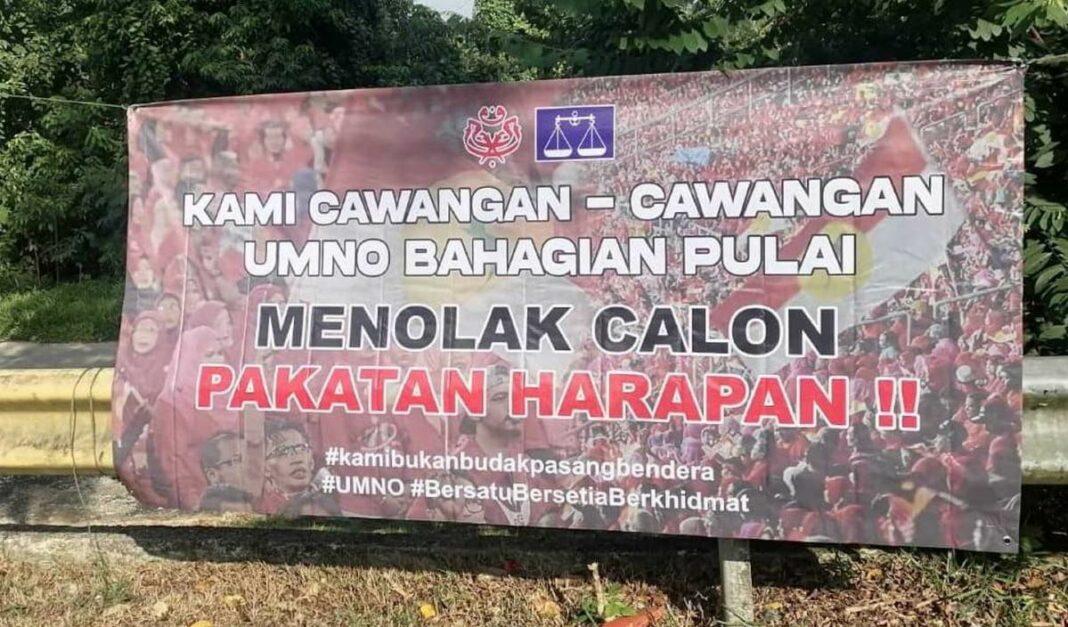 KAMI CAWANGAN - CAWANGAN
UMNO BAHAGIAN PULAI
MENOLAK CALON
PAKATAN HARAPAN !!
#kamibukanbudakpasangbendera
#UMNO #BersatuBersetiaBerkhidmat